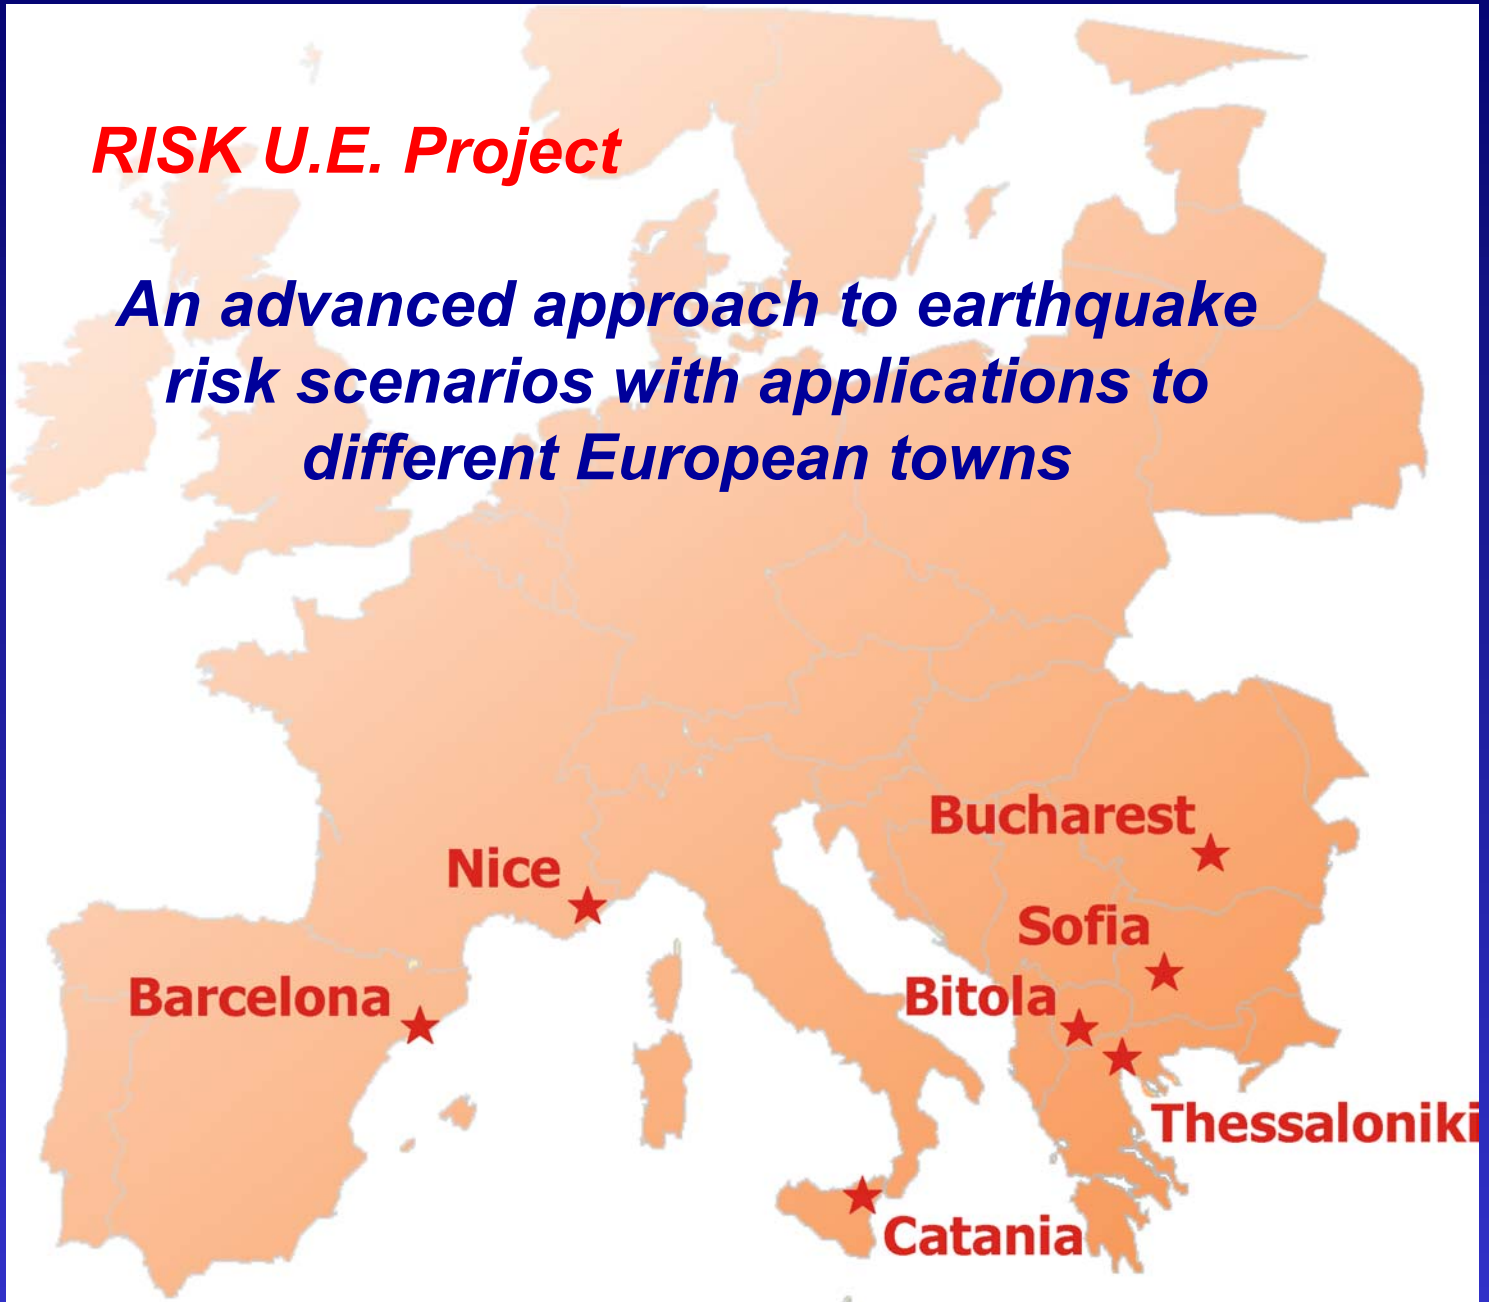 RISK U.E. Project
An advanced approach to earthquake
risk scenarios with applications to
different European towns
Bucharest
Nice
Sofia
Barcelona
Bitola
Thessaloniki
Catania